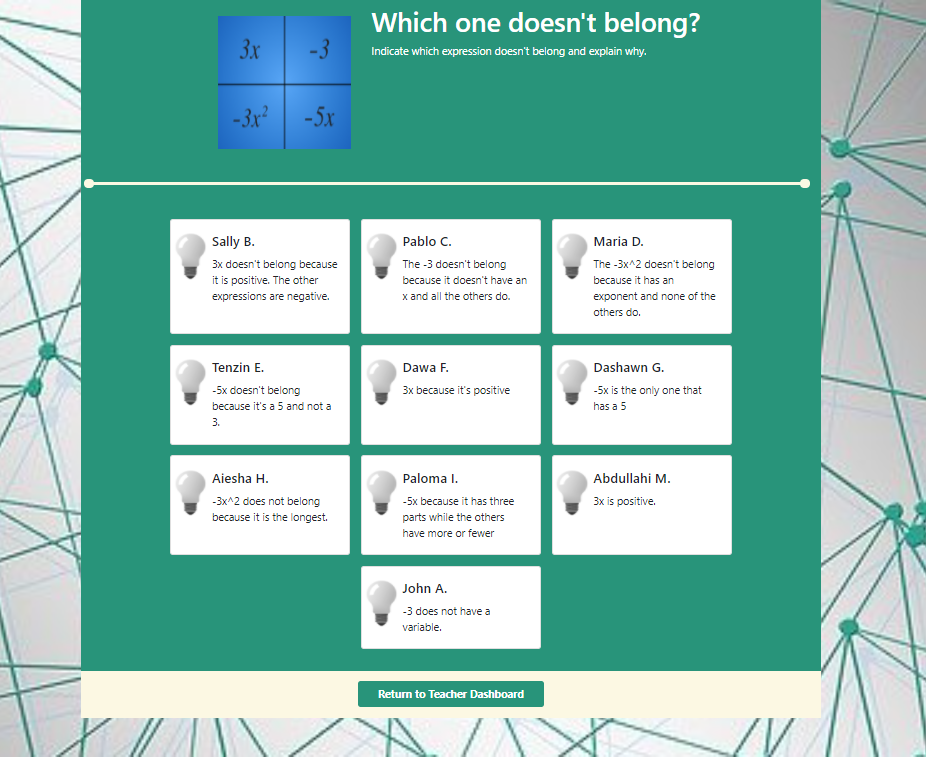 Which one doesn't belong?
Indicate which expression doesn't belong and explain why.
3x
-3
-3x²
-5x
Sally B.
3x doesn't belong because
it is positive. The other
expressions are negative.
Pablo C.
The -3 doesn't belong
because it doesn't have an
x and all the others do.
Maria D.
The -3x^2 doesn't belong
because it has an
exponent and none of the
others do.
Tenzin E.
-5x doesn't belong
because it's a 5 and not a
3.
Dawa F.
3x because it's positive
Dashawn G.
-5x is the only one that
has a 5
Aiesha H.
-3x^2 does not belong
because it is the longest.
Paloma I.
-5x because it has three
parts while the others
have more or fewer
Abdullahi M.
3x is positive.
John A.
-3 does not have a
variable.
Return to Teacher Dashboard